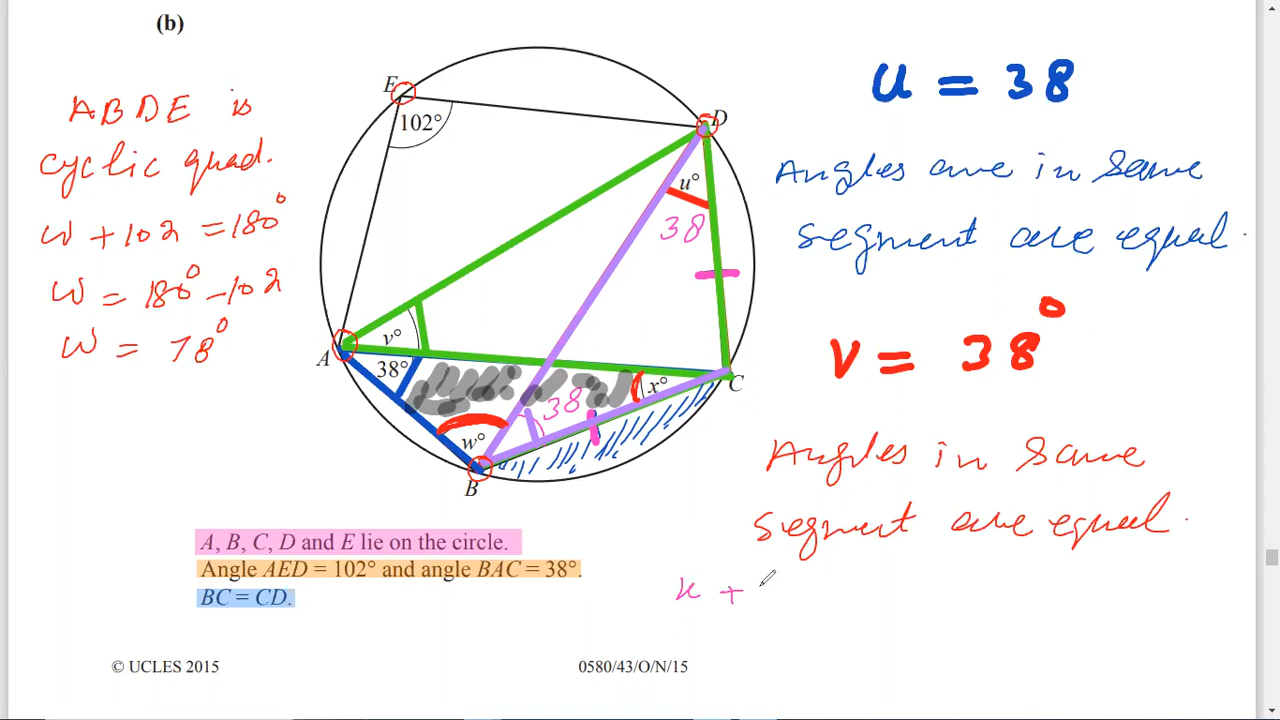 (b)
ABDE is
cyclic quad.
W + 102 = 180°
W = 180° - 102
W = 78°
E
102°
D
u°
38
A
v°
38°
38
x°
C
w°
B
u = 38
Angles are in same
segment are equal.
v = 38°
Angles in same
segment are equal.
x +
A, B, C, D and E lie on the circle.
Angle AED = 102° and angle BAC = 38°.
BC = CD.
© UCLES 2015
0580/43/O/N/15